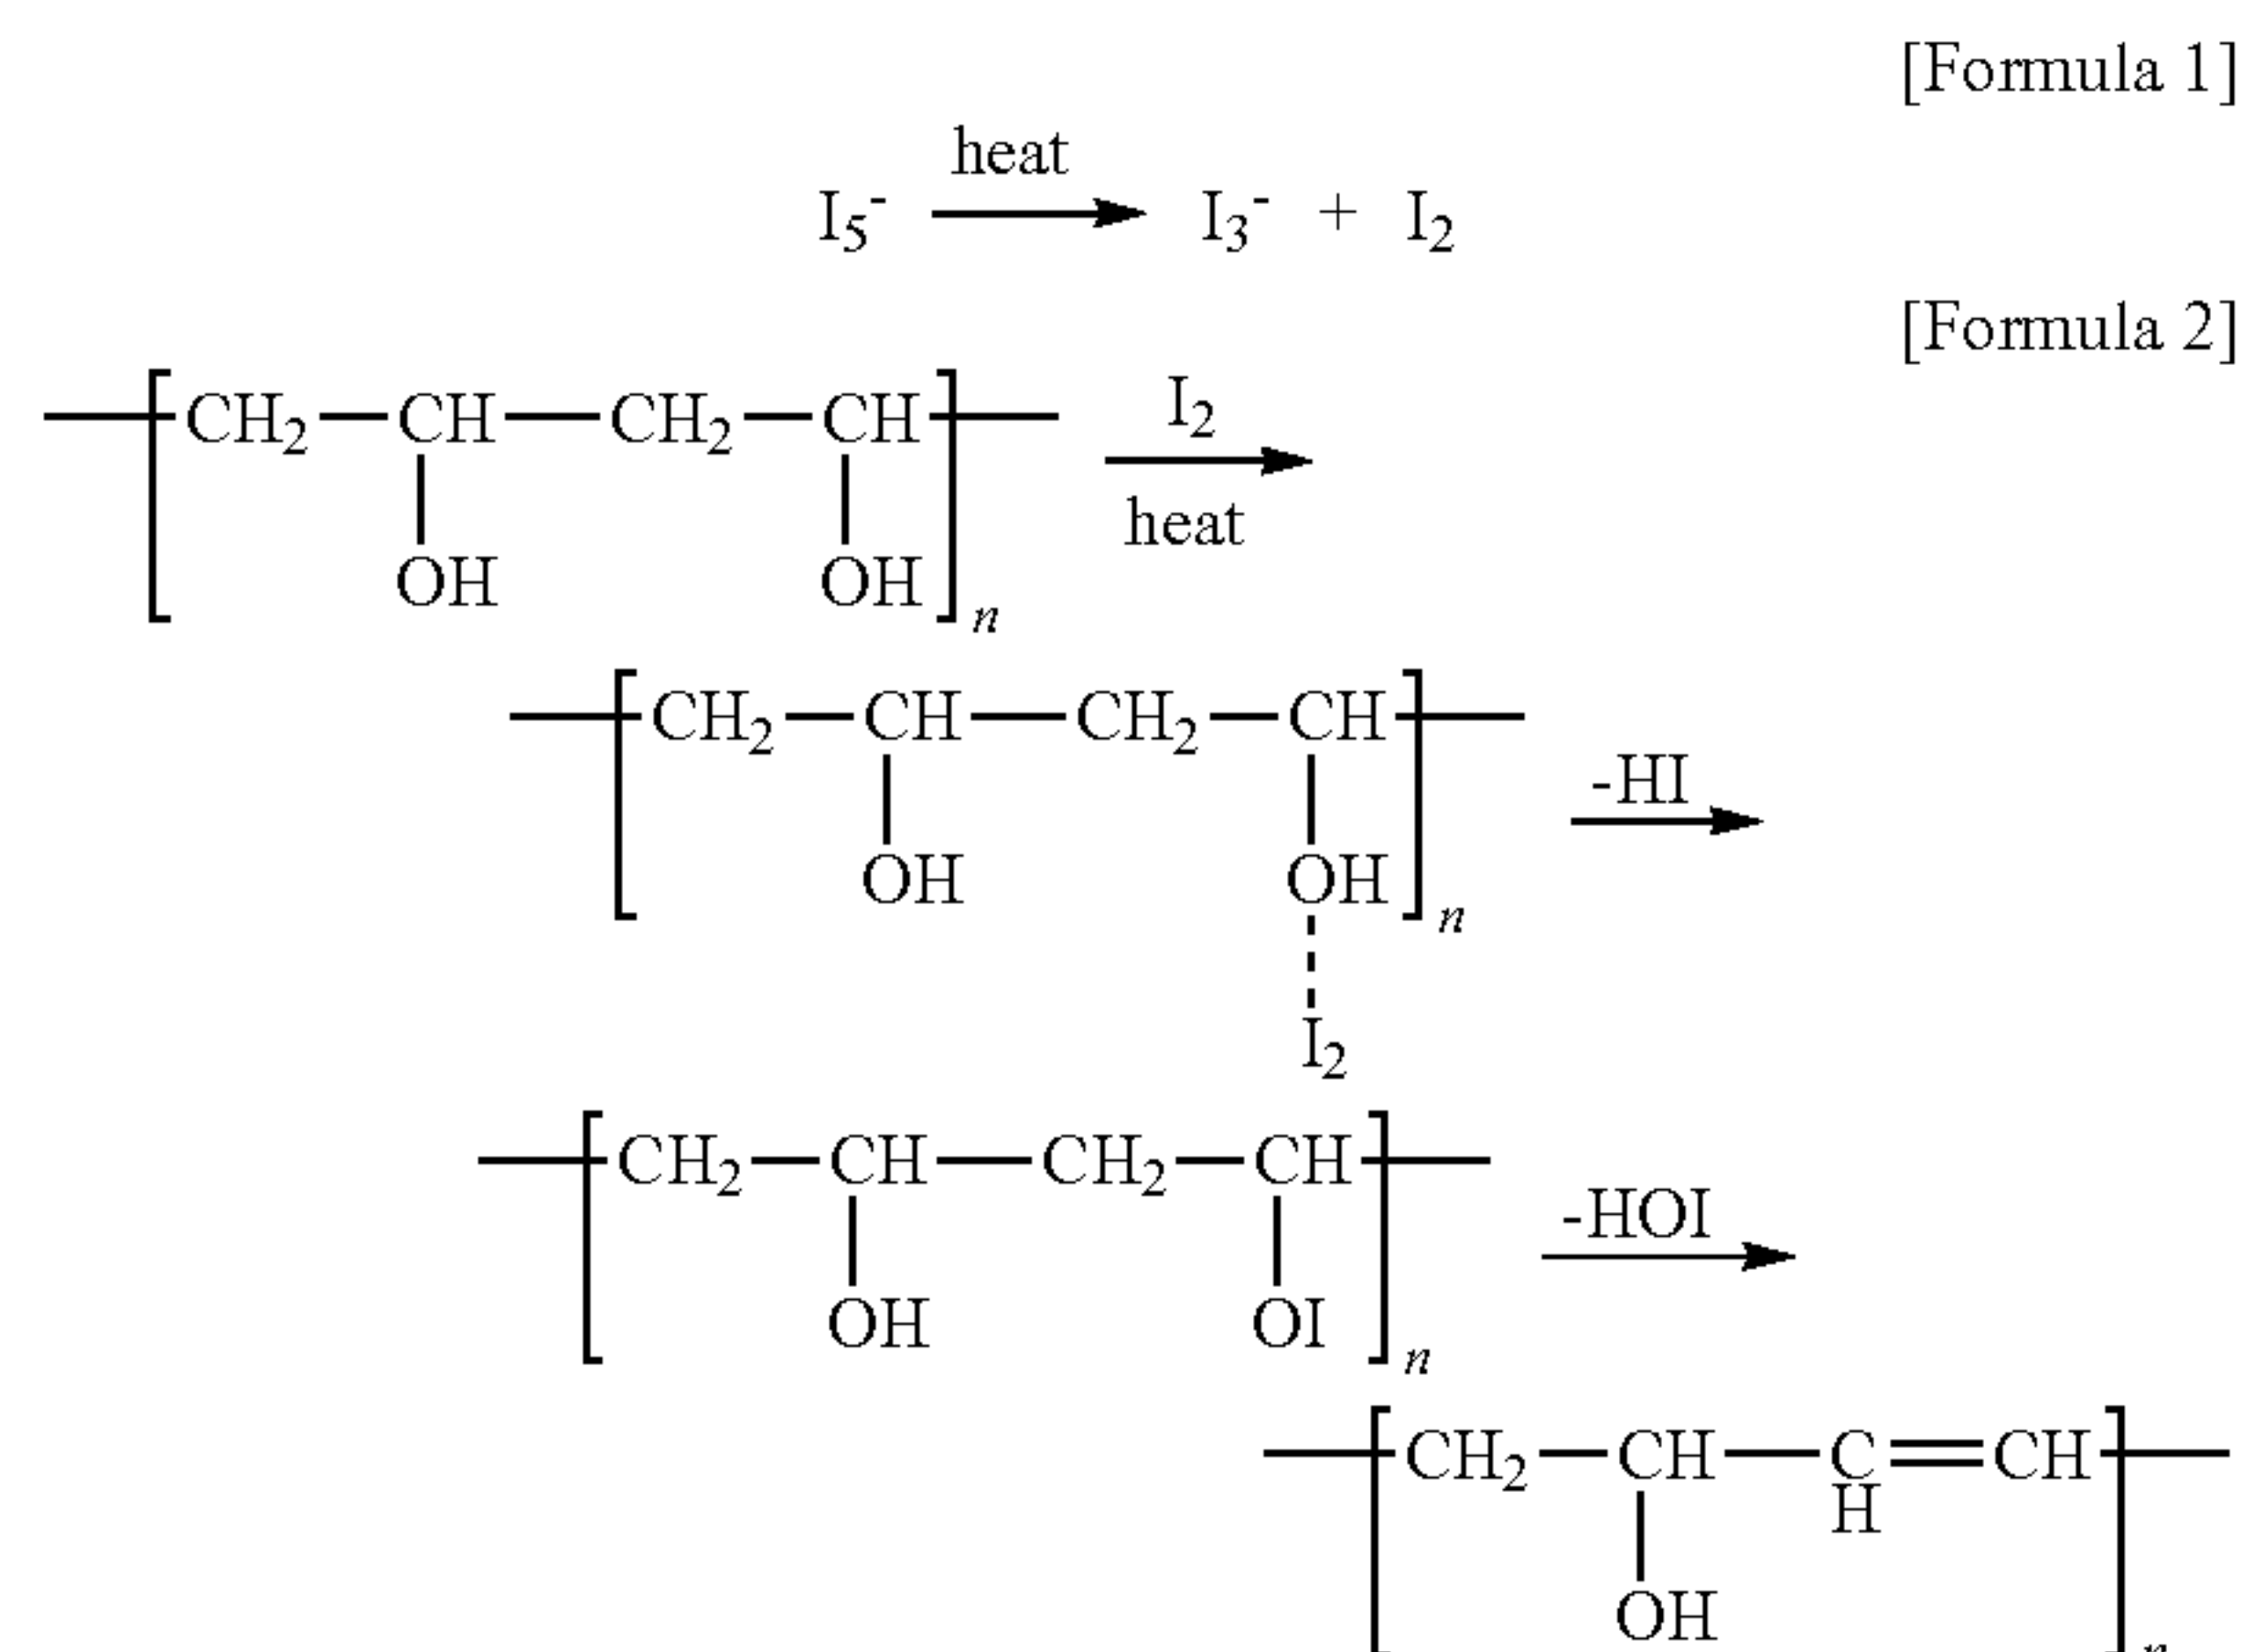 [Formula 1]
heat
I₅⁻ → I₃⁻ + I₂
[Formula 2]
CH₂ CH CH₂ CH
I₂
heat
OH OH
n
CH₂ CH CH₂ CH
-HI
OH OH
n
I₂
CH₂ CH CH₂ CH
-HOI
OH OI
n
CH₂ CH C CH
H
OH
n